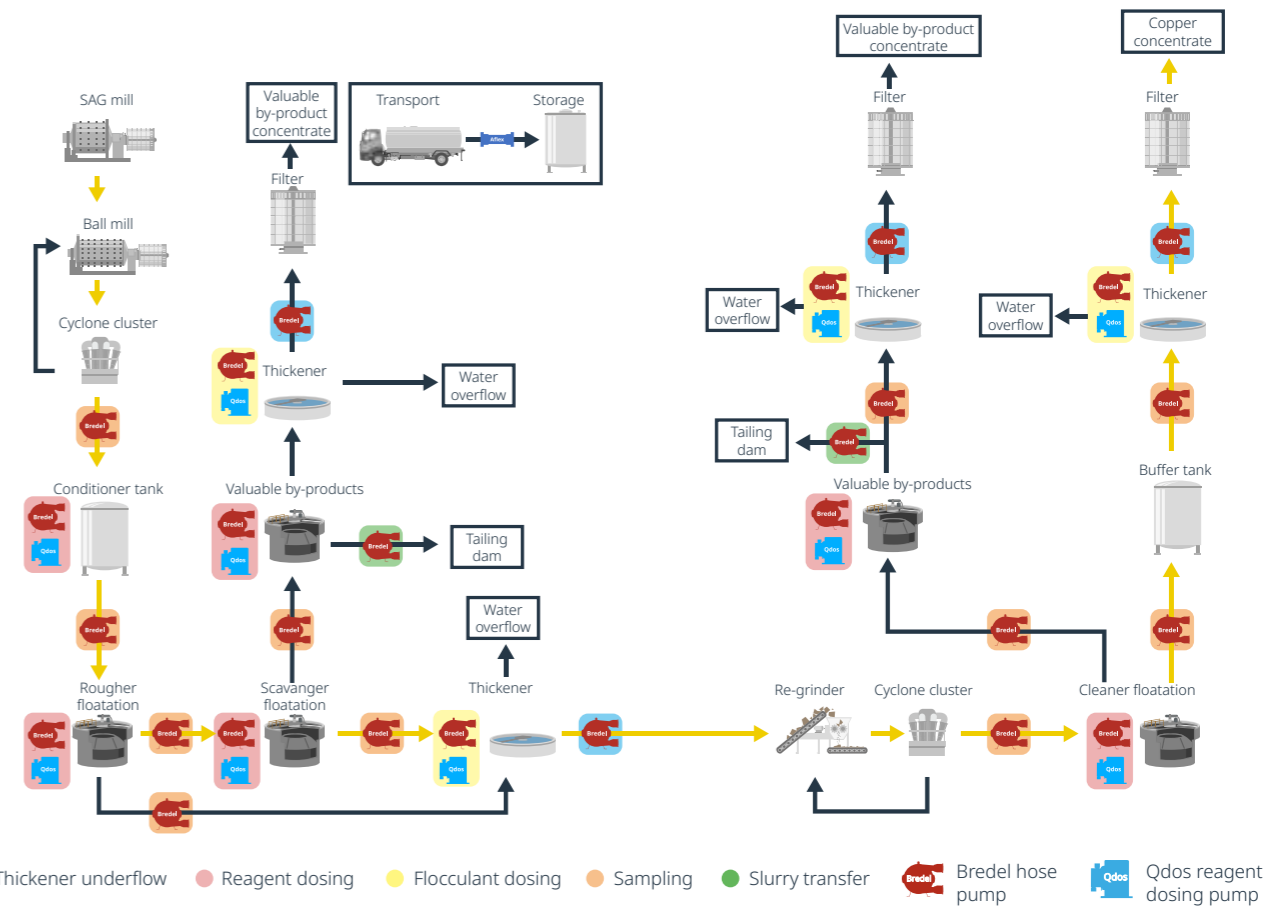 SAG mill
Ball mill
Cyclone cluster
Bredel
Conditioner tank
Bredel
Qdos
Bredel
Rougher
floatation
Bredel
Qdos
Bredel
Bredel
Valuable
by-product
concentrate
Filter
Bredel
Thickener
Bredel
Qdos
Water
overflow
Valuable by-products
Bredel
Qdos
Bredel
Tailing
dam
Bredel
Scavanger
floatation
Bredel
Qdos
Bredel
Water
overflow
Thickener
Bredel
Qdos
Bredel
Transport
Aflex
Storage
Valuable by-product
concentrate
Filter
Bredel
Thickener
Bredel
Qdos
Water
overflow
Bredel
Bredel
Tailing
dam
Valuable by-products
Bredel
Qdos
Bredel
Re-grinder
Cyclone cluster
Bredel
Cleaner floatation
Bredel
Qdos
Copper
concentrate
Filter
Bredel
Thickener
Bredel
Qdos
Water
overflow
Bredel
Buffer tank
Bredel
Thickener underflow
Reagent dosing
Flocculant dosing
Sampling
Slurry transfer
Bredel
Bredel hose
pump
Qdos
Qdos reagent
dosing pump